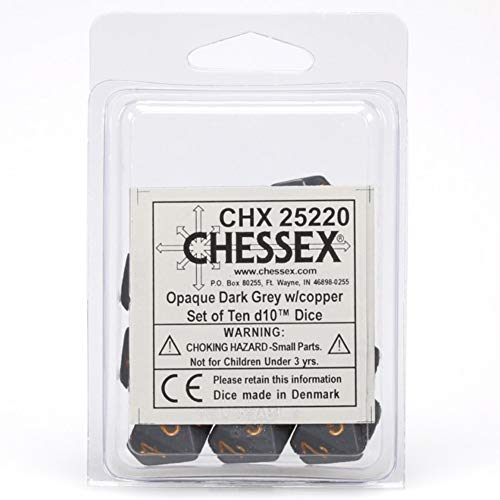 CHX 25220
CHESSEX®
www.chessex.com
P.O. Box 80255, Ft. Wayne, IN 46898-0255
Opaque Dark Grey w/copper
Set of Ten d10™ Dice
WARNING:
CHOKING HAZARD-Small Parts.
Not for Children Under 3 yrs.
CE Please retain this information
Dice made in Denmark
4 2